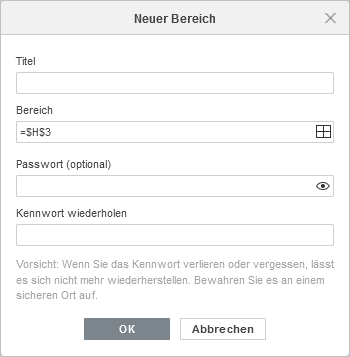 Neuer Bereich
Titel
Bereich
=$H$3
Passwort (optional)
Kennwort wiederholen
Vorsicht: Wenn Sie das Kennwort verlieren oder vergessen, lässt
es sich nicht mehr wiederherstellen. Bewahren Sie es an einem
sicheren Ort auf.
OK
Abbrechen